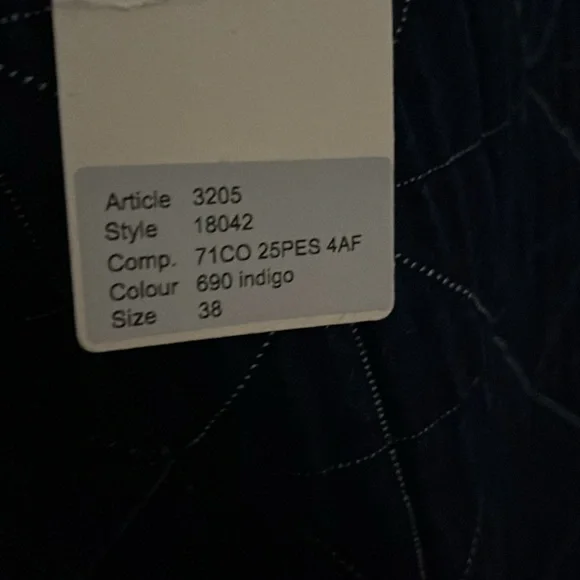 Article 3205
Style 18042
Comp. 71CO 25PES 4AF
Colour 690 indigo
Size 38